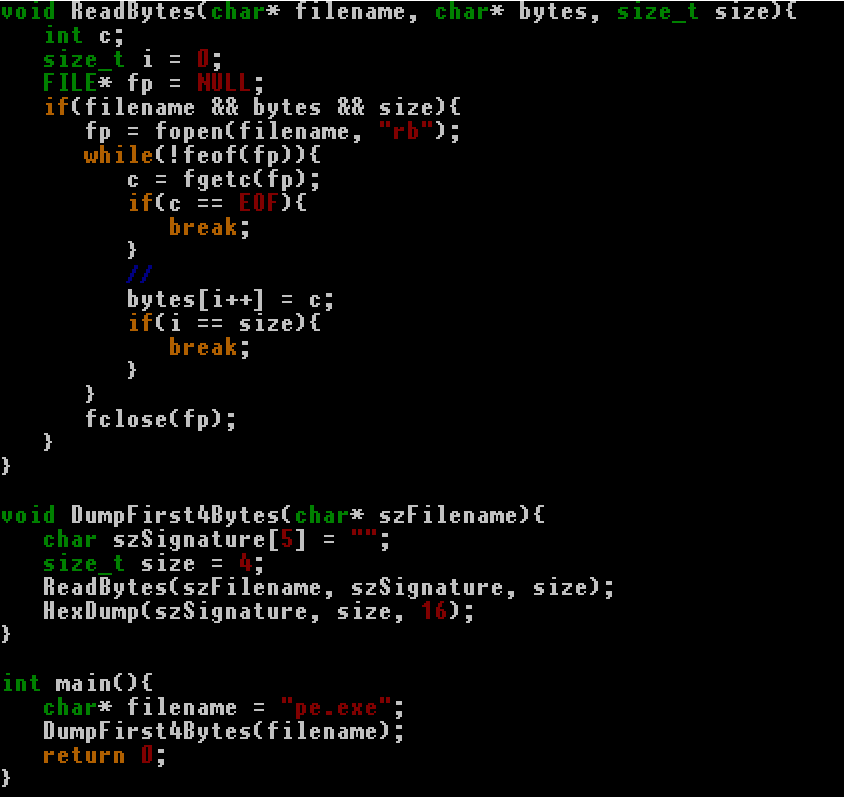 void ReadBytes(char* filename, char* bytes, size_t size){
   int c;
   size_t i = 0;
   FILE* fp = NULL;
   if(filename && bytes && size){
      fp = fopen(filename, "rb");
      while(!feof(fp)){
         c = fgetc(fp);
         if(c == EOF){
            break;
         }
         //
         bytes[i++] = c;
         if(i == size){
            break;
         }
      }
      fclose(fp);
   }
}

void DumpFirst4Bytes(char* szFilename){
   char szSignature[5] = "";
   size_t size = 4;
   ReadBytes(szFilename, szSignature, size);
   HexDump(szSignature, size, 16);
}

int main(){
   char* filename = "pe.exe";
   DumpFirst4Bytes(filename);
   return 0;
}